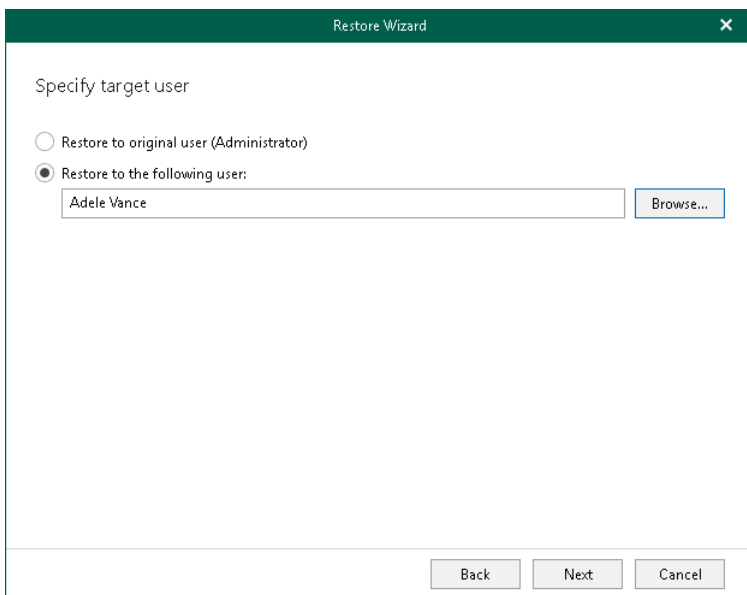 Restore Wizard
Specify target user
Restore to original user (Administrator)
Restore to the following user:
Adele Vance
Browse...
Back
Next
Cancel